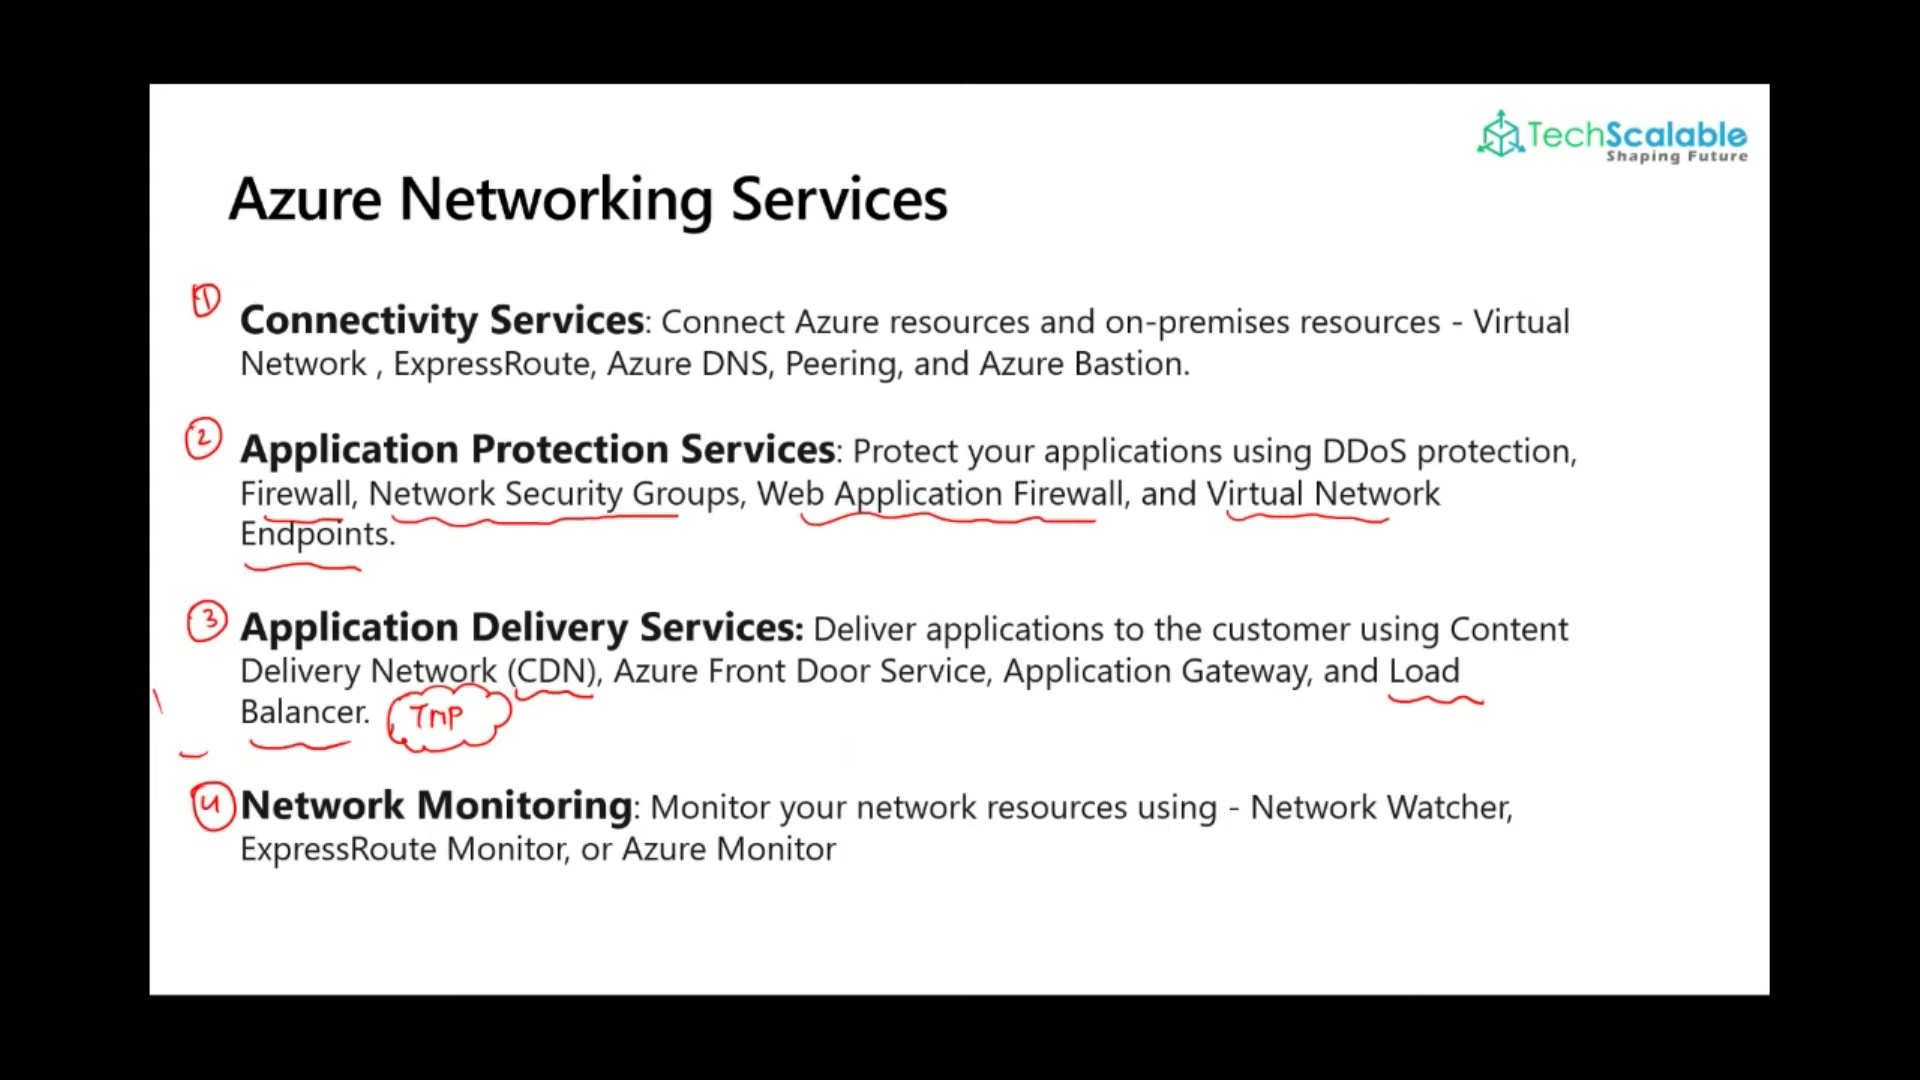 TechScalable
Shaping Future
Azure Networking Services
1
Connectivity Services: Connect Azure resources and on-premises resources - Virtual
Network , ExpressRoute, Azure DNS, Peering, and Azure Bastion.
2
Application Protection Services: Protect your applications using DDoS protection,
Firewall, Network Security Groups, Web Application Firewall, and Virtual Network
Endpoints.
3
Application Delivery Services: Deliver applications to the customer using Content
Delivery Network (CDN), Azure Front Door Service, Application Gateway, and Load
Balancer.
TMP
4
Network Monitoring: Monitor your network resources using - Network Watcher,
ExpressRoute Monitor, or Azure Monitor